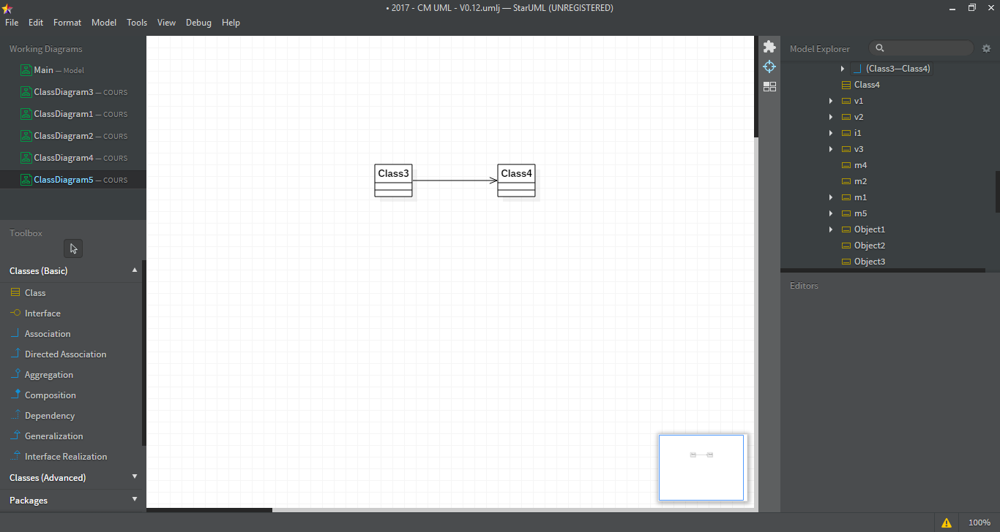 • 2017 - CM UML - V0.12.umlj — StarUML (UNREGISTERED)
File Edit Format Model Tools View Debug Help
Working Diagrams
Main — Model
ClassDiagram3 — COURS
ClassDiagram1 — COURS
ClassDiagram2 — COURS
ClassDiagram4 — COURS
ClassDiagram5 — COURS
Toolbox
Classes (Basic)
Class
Interface
Association
Directed Association
Aggregation
Composition
Dependency
Generalization
Interface Realization
Classes (Advanced)
Packages
Class3
Class4
Model Explorer
(Class3—Class4)
Class4
v1
v2
i1
v3
m4
m2
m1
m5
Object1
Object2
Object3
Editors
100%